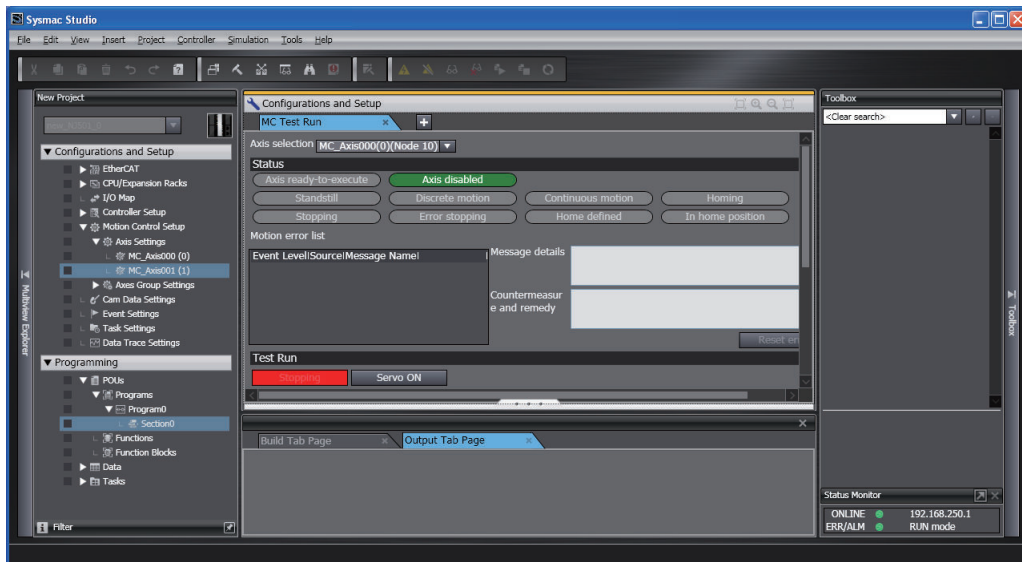 Sysmac Studio
File Edit View Insert Project Controller Simulation Tools Help
New Project
new_NJ501_0
Configurations and Setup
EtherCAT
CPU/Expansion Racks
I/O Map
Controller Setup
Motion Control Setup
Axis Settings
MC_Axis000 (0)
MC_Axis001 (1)
Axes Group Settings
Cam Data Settings
Event Settings
Task Settings
Data Trace Settings
Programming
POUs
Programs
Program0
Section0
Functions
Function Blocks
Data
Tasks
Filter
Multiview Explorer
Configurations and Setup
MC Test Run
Axis selection MC_Axis000(0)(Node 10)
Status
Axis ready-to-execute Axis disabled
Standstill Discrete motion Continuous motion Homing
Stopping Error stopping Home defined In home position
Motion error list
Event Level|Source|Message Name|
Message details
Countermeasur
e and remedy
Reset er
Test Run
Stopping Servo ON
Build Tab Page Output Tab Page
Toolbox
<Clear search>
Toolbox
Status Monitor
ONLINE 192.168.250.1
ERR/ALM RUN mode